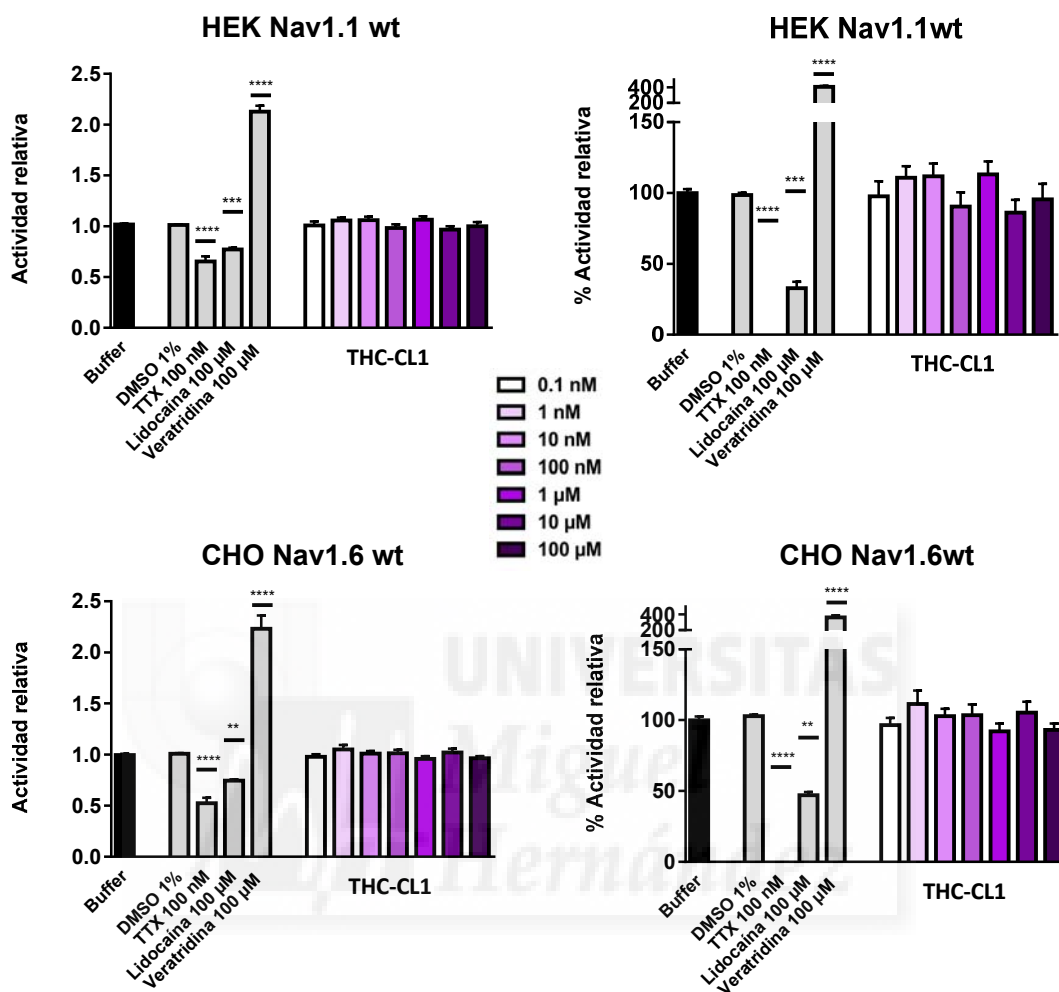 HEK Nav1.1 wt
Actividad relativa
2.5
2.0
1.5
1.0
0.5
0.0
****
***
****
Buffer
DMSO 1%
TTX 100 nM
Lidocaína 100 µM
Veratridina 100 µM
THC-CL1
HEK Nav1.1wt
% Actividad relativa
400
200
150
100
50
0
****
***
****
Buffer
DMSO 1%
TTX 100 nM
Lidocaína 100 µM
Veratridina 100 µM
THC-CL1
0.1 nM
1 nM
10 nM
100 nM
1 µM
10 µM
100 µM
CHO Nav1.6 wt
Actividad relativa
2.5
2.0
1.5
1.0
0.5
0.0
****
**
****
Buffer
DMSO 1%
TTX 100 nM
Lidocaína 100 µM
Veratridina 100 µM
THC-CL1
CHO Nav1.6wt
% Actividad relativa
400
200
150
100
50
0
****
**
****
Buffer
DMSO 1%
TTX 100 nM
Lidocaína 100 µM
Veratridina 100 µM
THC-CL1
UNIVERSITAS
Miguel
Hernández